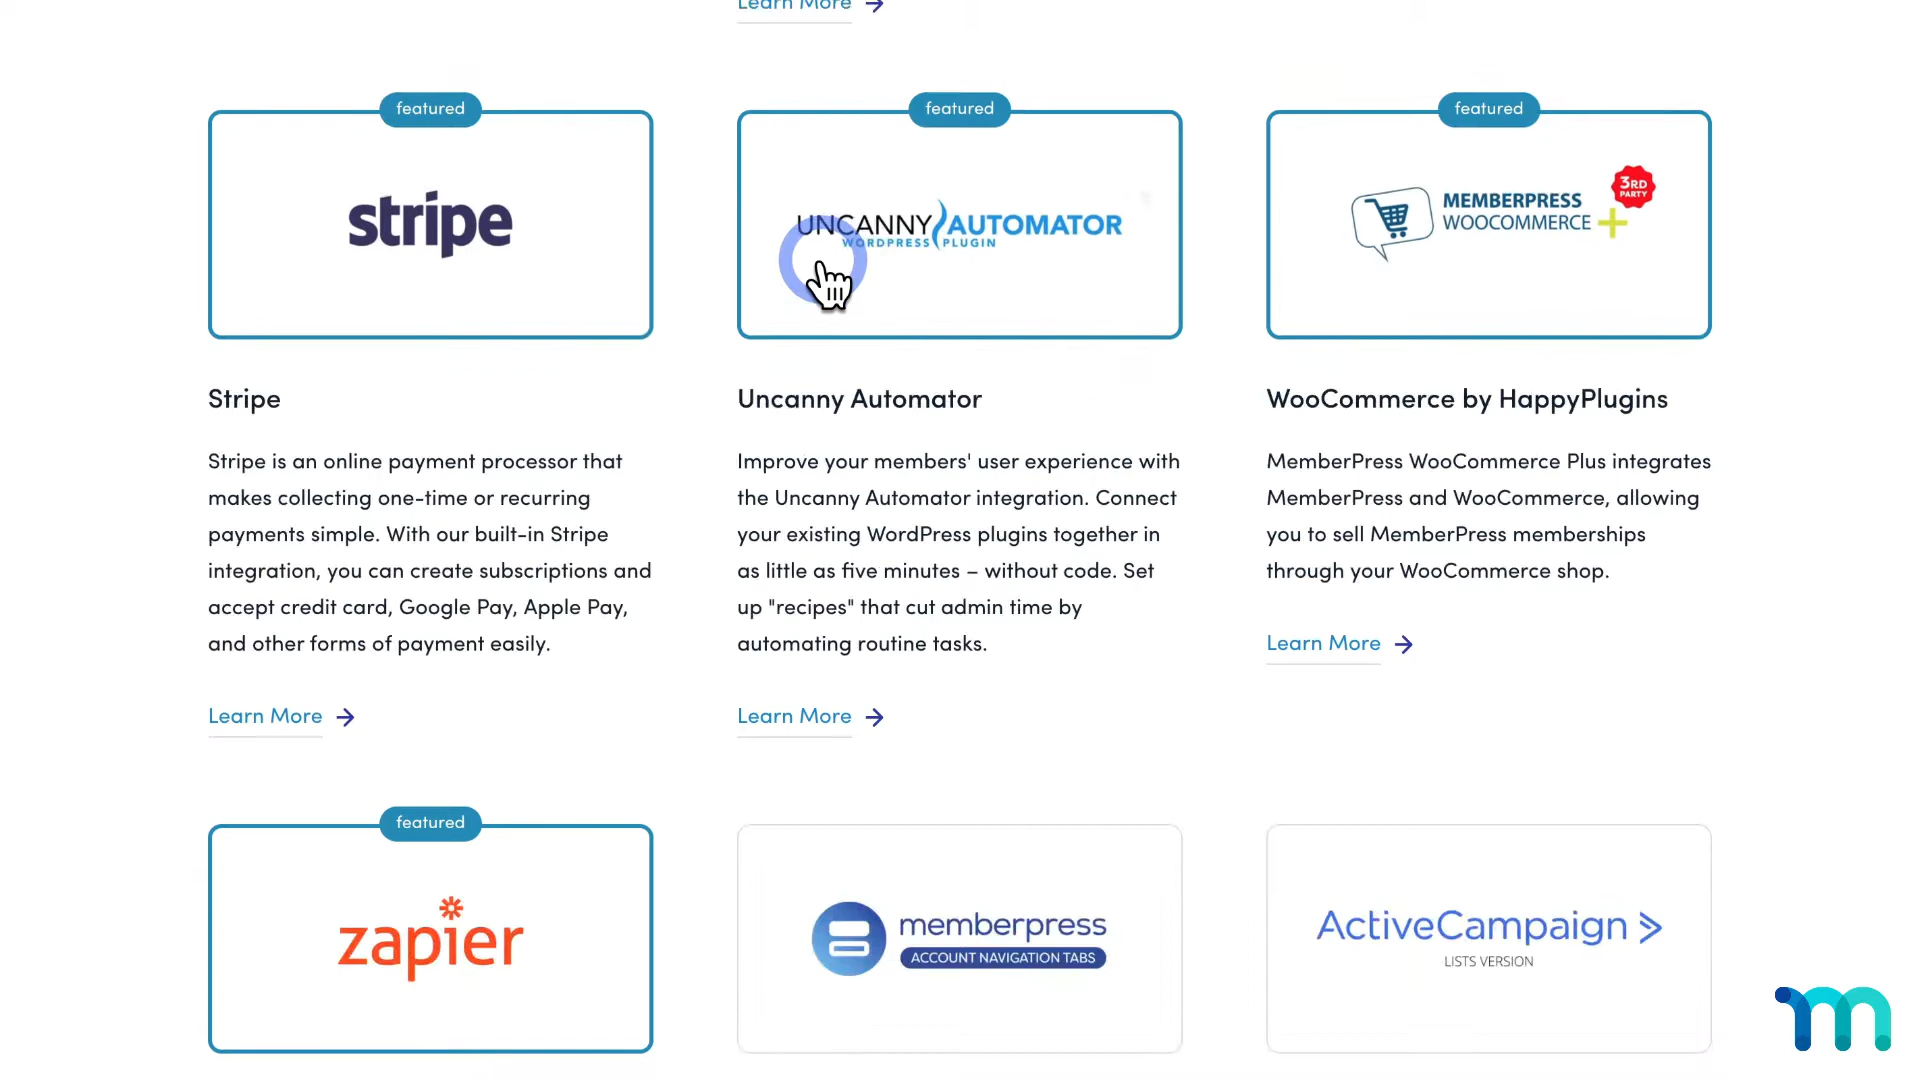 Learn More
featured
stripe
Stripe
Stripe is an online payment processor that
makes collecting one-time or recurring
payments simple. With our built-in Stripe
integration, you can create subscriptions and
accept credit card, Google Pay, Apple Pay,
and other forms of payment easily.
Learn More
featured
UNCANNY AUTOMATOR
WORDPRESS PLUGIN
Uncanny Automator
Improve your members' user experience with
the Uncanny Automator integration. Connect
your existing WordPress plugins together in
as little as five minutes – without code. Set
up "recipes" that cut admin time by
automating routine tasks.
Learn More
featured
MEMBERPRESS
WOOCOMMERCE +
3RD
PARTY
WooCommerce by HappyPlugins
MemberPress WooCommerce Plus integrates
MemberPress and WooCommerce, allowing
you to sell MemberPress memberships
through your WooCommerce shop.
Learn More
featured
zapier
memberpress
ACCOUNT NAVIGATION TABS
ActiveCampaign >
LISTS VERSION
m